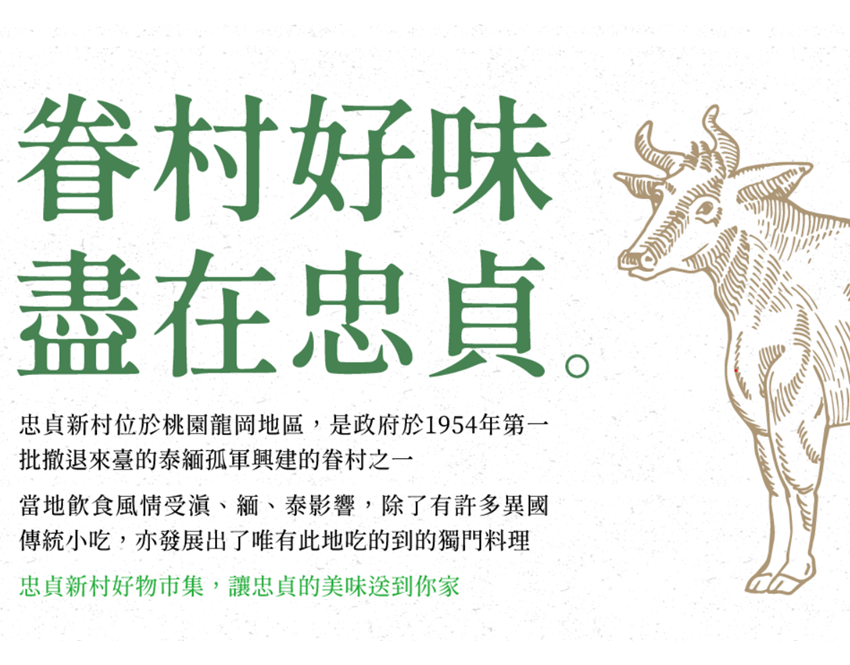 眷村好味
盡在忠貞。
忠貞新村位於桃園龍岡地區，是政府於1954年第一
批撤退來臺的泰緬孤軍興建的眷村之一
當地飲食風情受滇、緬、泰影響，除了有許多異國
傳統小吃，亦發展出了唯有此地吃的到的獨門料理
忠貞新村好物市集，讓忠貞的美味送到你家